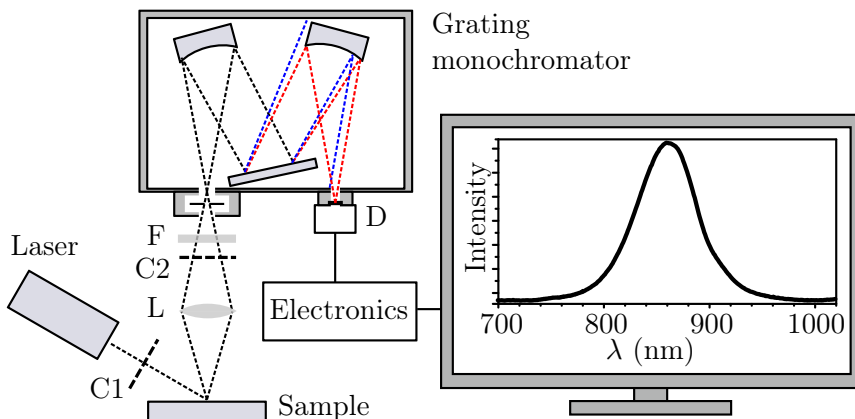 Grating
monochromator
F
D
Laser
C2
L
Electronics
C1
Sample
Intensity
700
800
900
1000
λ (nm)